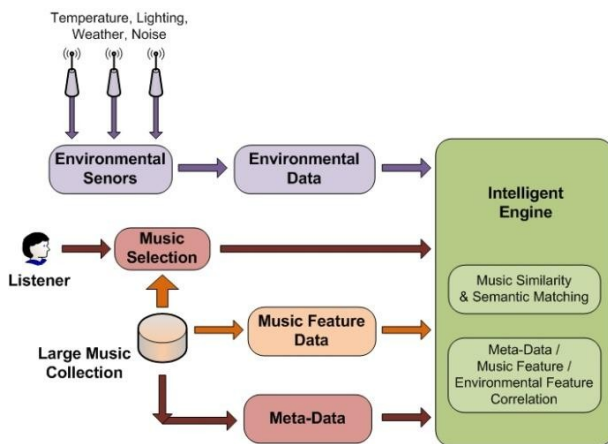 Temperature, Lighting,
Weather, Noise
Environmental
Senors
Environmental
Data
Intelligent
Engine
Listener
Music
Selection
Music Similarity
& Semantic Matching
Large Music
Collection
Music Feature
Data
Meta-Data /
Music Feature /
Environmental Feature
Correlation
Meta-Data